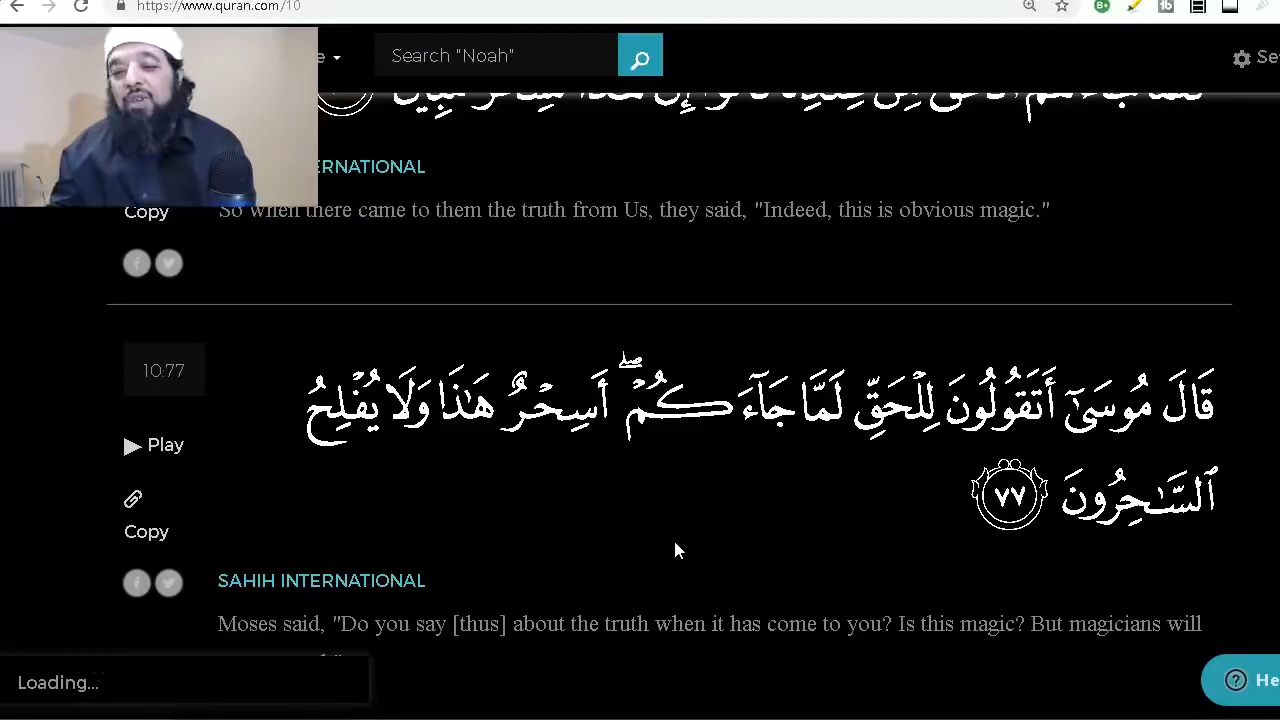 https://www.quran.com/10
e
Search "Noah"
Se
ERNATIONAL
Copy
So when there came to them the truth from Us, they said, "Indeed, this is obvious magic."
10:77
قَالَ مُوسَىٰٓ أَتَقُولُونَ لِلْحَقِّ لَمَّا جَآءَكُمْ ۖ أَسِحْرٌ هَٰذَا وَلَا يُفْلِحُ
Play
ٱلسَّٰحِرُونَ ٧٧
Copy
SAHIH INTERNATIONAL
Moses said, "Do you say [thus] about the truth when it has come to you? Is this magic? But magicians will
Loading...
He